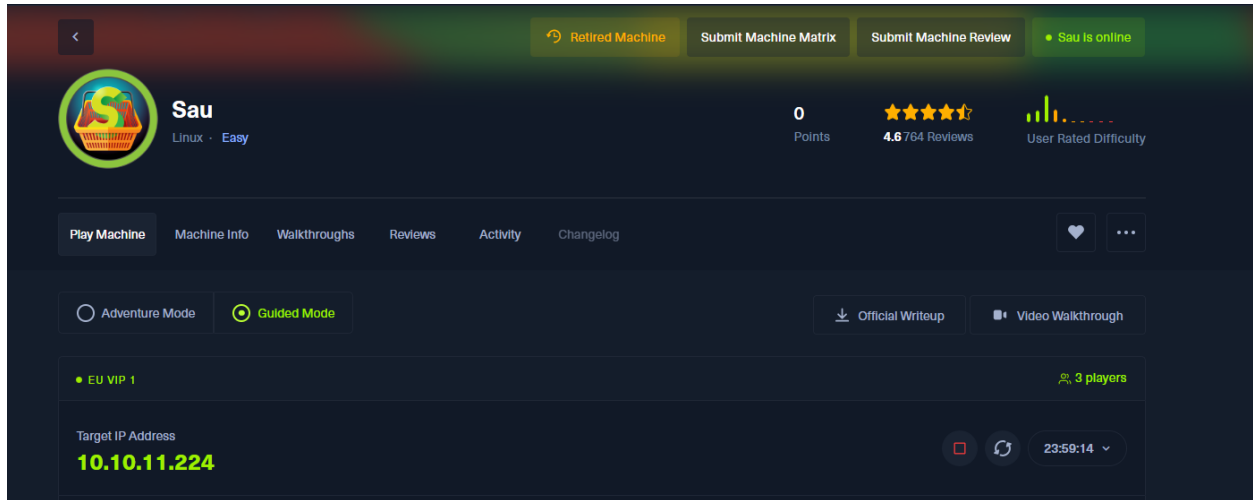 Retired Machine Submit Machine Matrix Submit Machine Review Sau is online
Sau
Linux · Easy
0
Points
4.6 764 Reviews
User Rated Difficulty
Play Machine Machine Info Walkthroughs Reviews Activity Changelog
Adventure Mode Guided Mode Official Writeup Video Walkthrough
EU VIP 1 3 players
Target IP Address
10.10.11.224
23:59:14